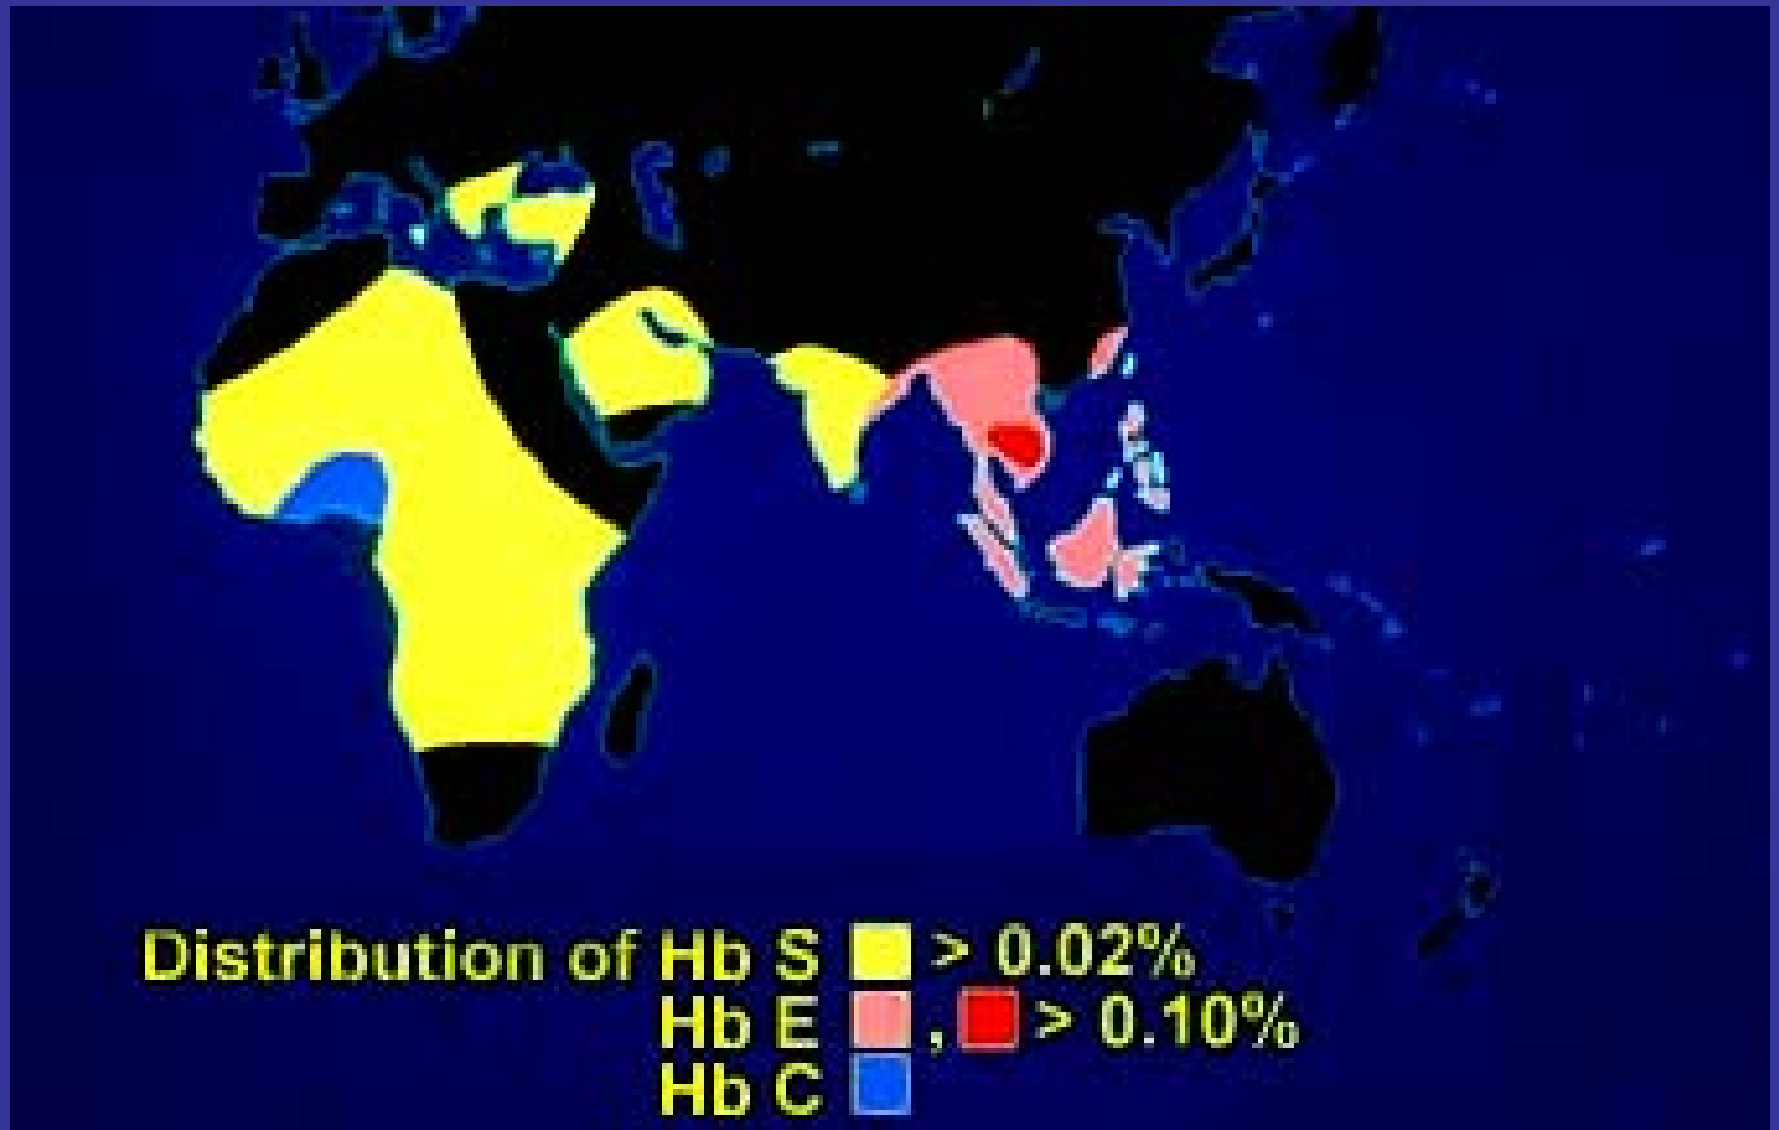 Distribution of Hb S > 0.02%
Hb E , > 0.10%
Hb C